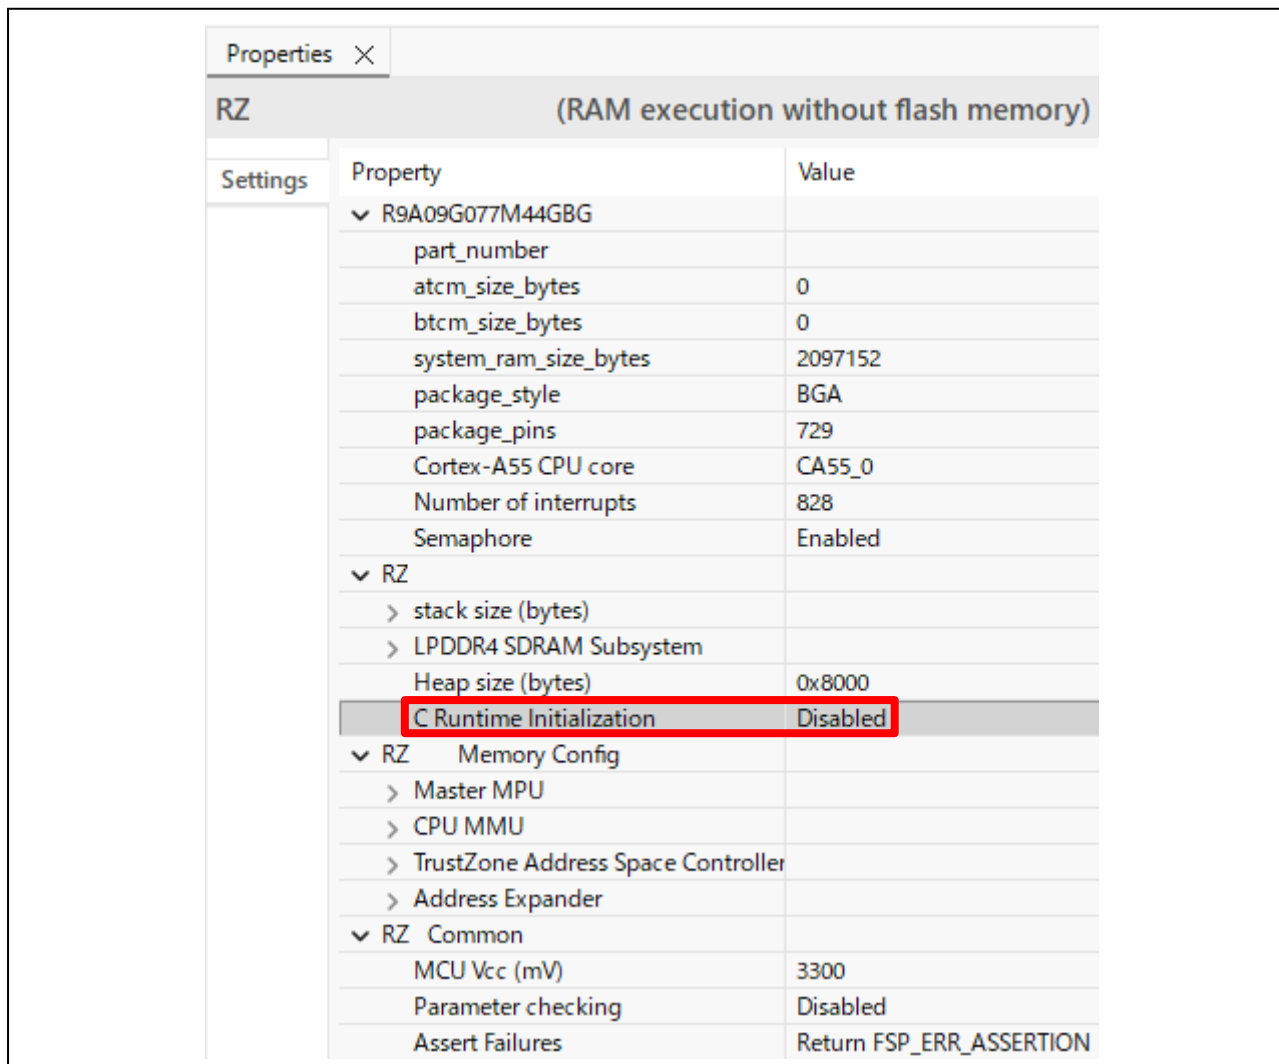 Properties
RZ (RAM execution without flash memory)
Settings
Property Value
R9A09G077M44GBG
part_number
atcm_size_bytes 0
btcm_size_bytes 0
system_ram_size_bytes 2097152
package_style BGA
package_pins 729
Cortex-A55 CPU core CA55_0
Number of interrupts 828
Semaphore Enabled
RZ
stack size (bytes)
LPDDR4 SDRAM Subsystem
Heap size (bytes) 0x8000
C Runtime Initialization Disabled
RZ Memory Config
Master MPU
CPU MMU
TrustZone Address Space Controller
Address Expander
RZ Common
MCU Vcc (mV) 3300
Parameter checking Disabled
Assert Failures Return FSP_ERR_ASSERTION